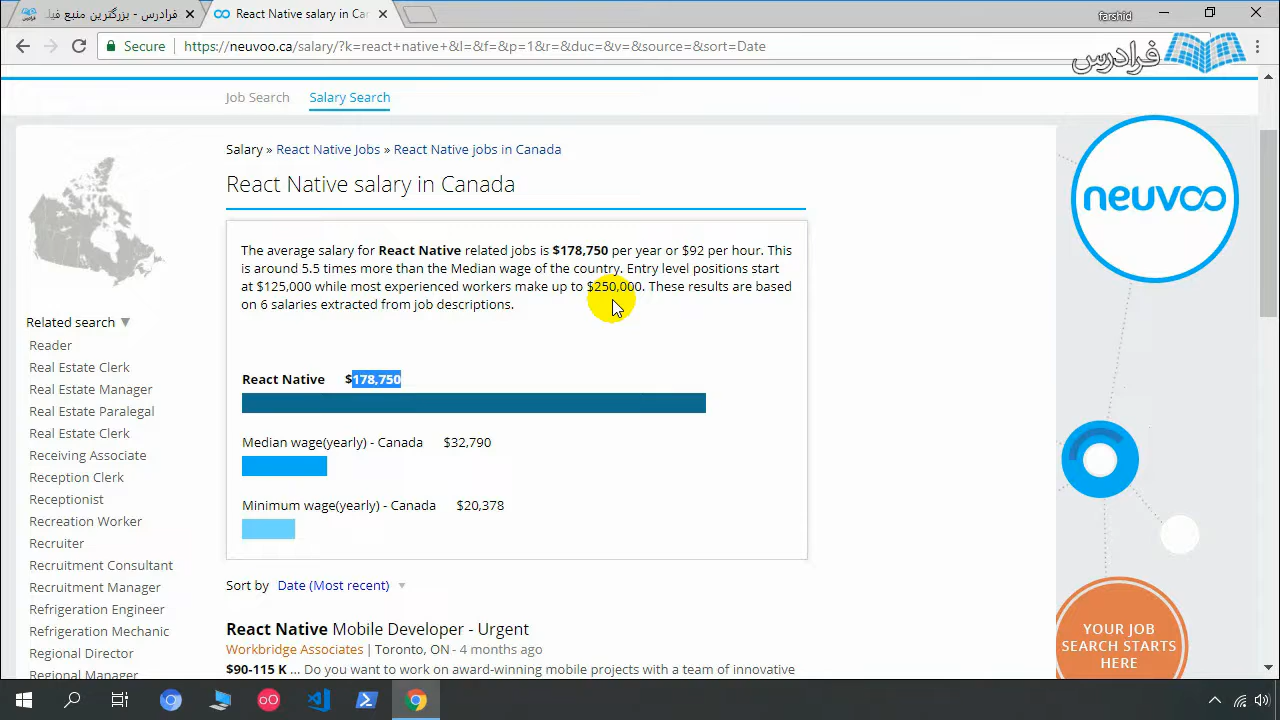 فرادرس - بزرگترین منبع فیل
React Native salary in Ca
farshid
Secure
https://neuvoo.ca/salary/?k=react+native+&l=&f=&p=1&r=&duc=&v=&source=&sort=Date
فرادرس
Job Search
Salary Search
Salary » React Native Jobs » React Native jobs in Canada
React Native salary in Canada
The average salary for React Native related jobs is $178,750 per year or $92 per hour. This
is around 5.5 times more than the Median wage of the country. Entry level positions start
at $125,000 while most experienced workers make up to $250,000. These results are based
on 6 salaries extracted from job descriptions.
React Native $178,750
Median wage(yearly) - Canada $32,790
Minimum wage(yearly) - Canada $20,378
Sort by Date (Most recent)
React Native Mobile Developer - Urgent
Workbridge Associates | Toronto, ON - 4 months ago
$90-115 K ... Do you want to work on award-winning mobile projects with a team of innovative
Related search
Reader
Real Estate Clerk
Real Estate Manager
Real Estate Paralegal
Real Estate Clerk
Receiving Associate
Reception Clerk
Receptionist
Recreation Worker
Recruiter
Recruitment Consultant
Recruitment Manager
Refrigeration Engineer
Refrigeration Mechanic
Regional Director
Regional Manager
neuvoo
YOUR JOB
SEARCH STARTS
HERE